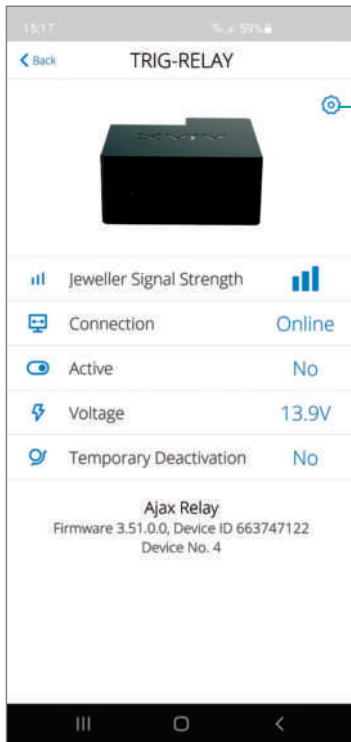 15:17 59%
Back TRIG-RELAY
AJAX
Jeweller Signal Strength
Connection Online
Active No
Voltage 13.9V
Temporary Deactivation No
Ajax Relay
Firmware 3.51.0.0, Device ID 663747122
Device No. 4